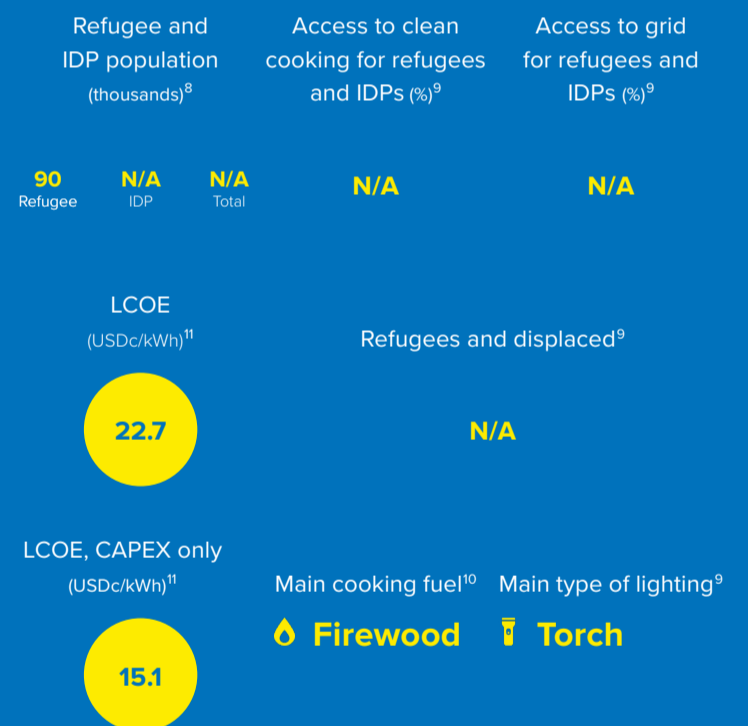 Refugee and
IDP population
(thousands)8
Access to clean
cooking for refugees
and IDPs (%)9
Access to grid
for refugees and
IDPs (%)9
90
Refugee
N/A
IDP
N/A
Total
N/A
N/A
LCOE
(USDc/kWh)11
22.7
Refugees and displaced9
N/A
LCOE, CAPEX only
(USDc/kWh)11
15.1
Main cooking fuel10
Firewood
Main type of lighting9
Torch